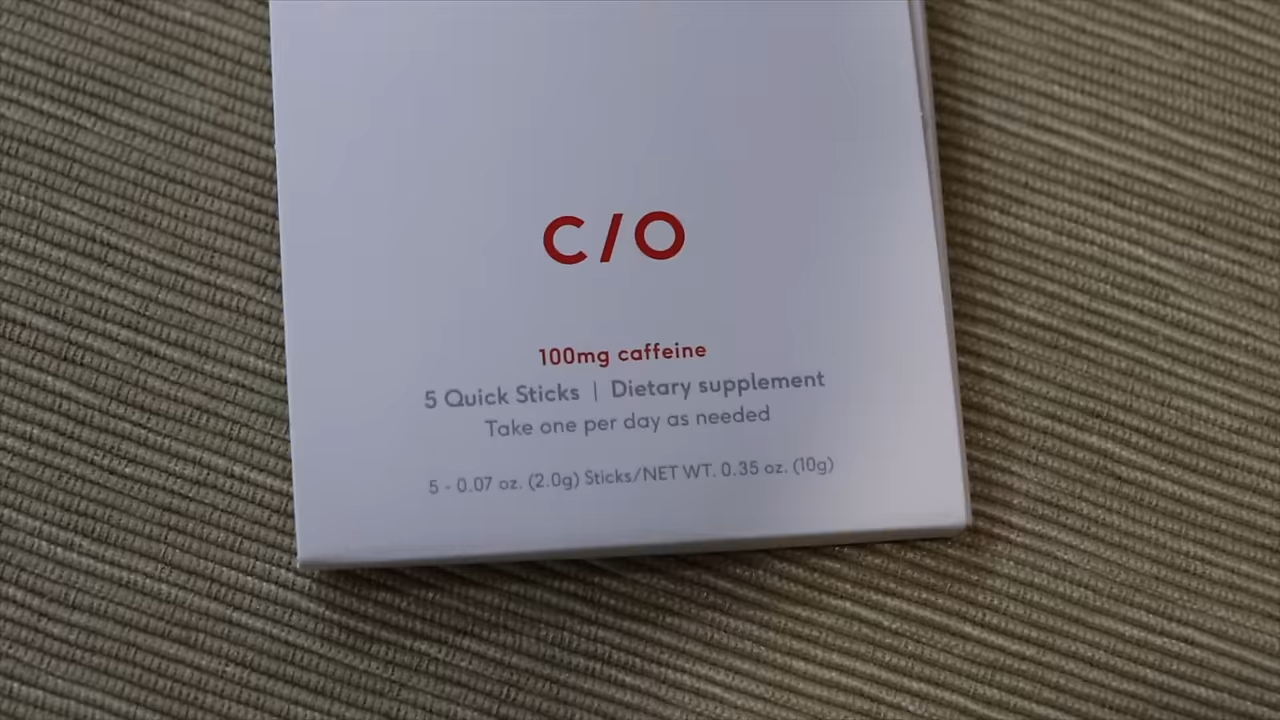 C/O
100mg caffeine
5 Quick Sticks | Dietary supplement
Take one per day as needed
5 - 0.07 oz. (2.0g) Sticks/NET WT. 0.35 oz. (10g)